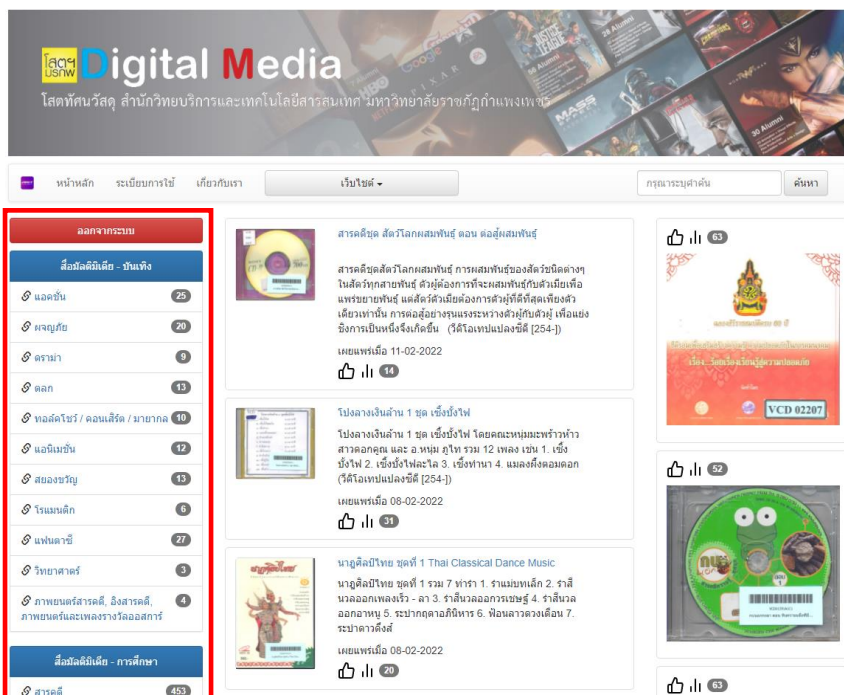 โสตฯ
มรภพ
Digital Media
โสตทัศนวัสดุ สำนักวิทยบริการและเทคโนโลยีสารสนเทศ มหาวิทยาลัยราชภัฏกำแพงเพชร
หน้าหลัก ระเบียบการใช้ เกี่ยวกับเรา เว็บไซต์ กรุณาระบุคำค้น ค้นหา
ออกจากระบบ
สื่อมัลติมิเดีย - บันเทิง
แอคชั่น 25
ผจญภัย 20
ดราม่า 9
ตลก 13
ทอล์คโชว์ / คอนเสิร์ต / มายากล 10
แอนิเมชั่น 12
สยองขวัญ 13
โรแมนติก 6
แฟนตาซี 27
วิทยาศาตร์ 3
ภาพยนตร์สารคดี, อิงสารคดี, 4
ภาพยนตร์และเพลงรางวัลออสการ์
สื่อมัลติมิเดีย - การศึกษา
สารคดี 453
สารคดีชุด สัตว์โลกผสมพันธุ์ ตอน ต่อสู้ผสมพันธุ์
สารคดีชุดสัตว์โลกผสมพันธุ์ การผสมพันธุ์ของสัตว์ชนิดต่างๆ
ในสัตว์ทุกสายพันธุ์ ตัวผู้ต้องการที่จะผสมพันธุ์กับตัวเมียเพื่อ
แพร่ขยายพันธุ์ แต่สัตว์ตัวเมียต้องการตัวผู้ที่ดีที่สุดเพียงตัว
เดียวเท่านั้น การต่อสู้อย่างรุนแรงระหว่างตัวผู้กับตัวผู้ เพื่อแย่ง
ชิงการเป็นหนึ่งจึงเกิดขึ้น (วีดิโอเทปแปลงซีดี [254-])
เผยแพร่เมื่อ 11-02-2022
14
โปงลางเงินล้าน 1 ชุด เซิ้งบั้งไฟ
โปงลางเงินล้าน 1 ชุด เซิ้งบั้งไฟ โดยคณะหนุ่มมะพร้าวห้าว
สาวดอกคูณ และ อ.หนุ่ม ภูไท รวม 12 เพลง เช่น 1. เซิ้ง
บั้งไฟ 2. เซิ้งบั้งไฟละไล 3. เซิ้งทำนา 4. แมลงผึ้งดอมดอก
(วีดิโอเทปแปลงซีดี [254-])
เผยแพร่เมื่อ 08-02-2022
31
นาฏศิลป์ไทย ชุดที่ 1 Thai Classical Dance Music
นาฏศิลป์ไทย ชุดที่ 1 รวม 7 ท่ารำ 1. รำแม่บทเล็ก 2. รำสี
นวลออกเพลงเร็ว - ลา 3. รำสีนวลออกวรเชษฐ์ 4. รำสีนวล
ออกอาหนู 5. ระบำกฤดาภินิหาร 6. ฟ้อนลาวดวงเดือน 7.
ระบำดาวดึงส์
เผยแพร่เมื่อ 08-02-2022
20
63
เรื่อง...ร้อยเรื่องเรียนรู้สู่ความปลอดภัย
VCD 02207
52
63